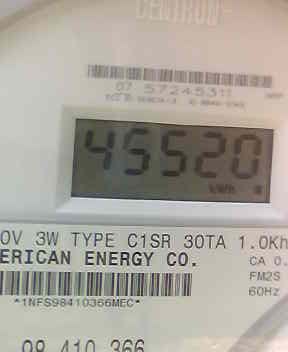 CENTRON
07 57245311
45520
kWh
0V 3W TYPE C1SR 30TA 1.0Kh
ERICAN ENERGY CO. CA 0.
FM2S
*1NFS98410366MEC* 60Hz
98 410 366